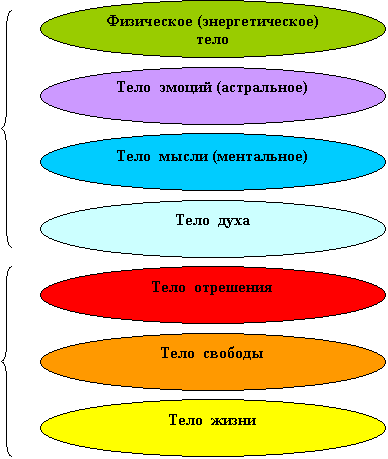 Физическое (энергетическое)
тело
Тело эмоций (астральное)
Тело мысли (ментальное)
Тело духа
Тело отрешения
Тело свободы
Тело жизни